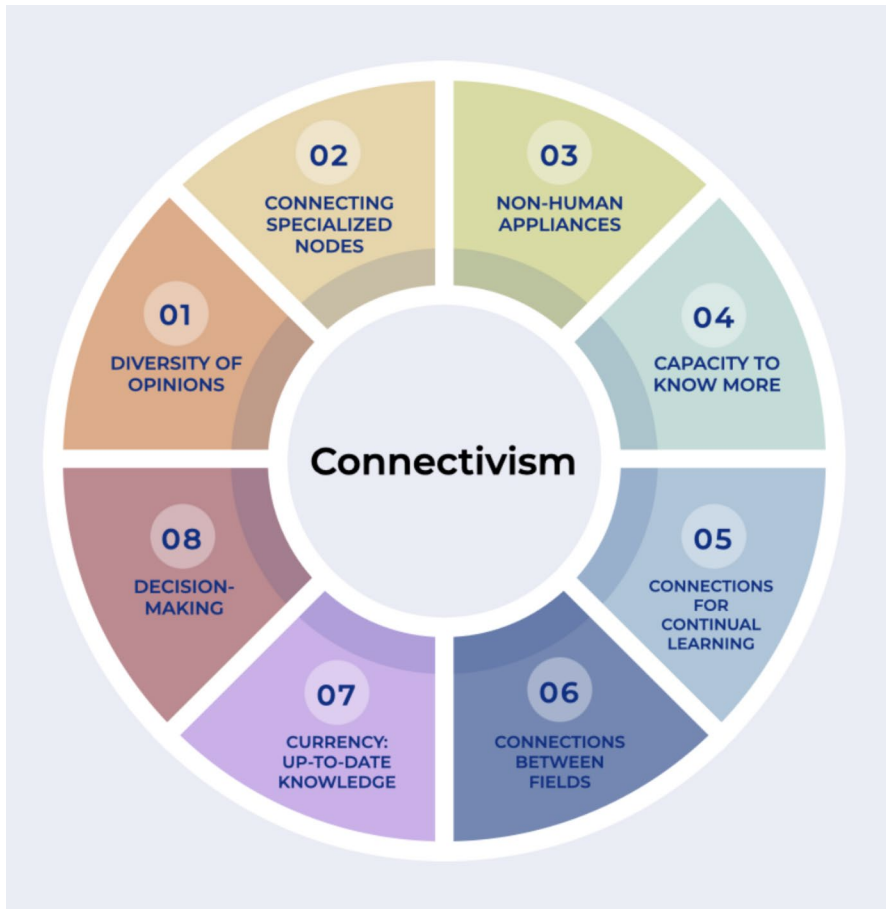 Connectivism
01
DIVERSITY OF
OPINIONS
02
CONNECTING
SPECIALIZED
NODES
03
NON-HUMAN
APPLIANCES
04
CAPACITY TO
KNOW MORE
05
CONNECTIONS
FOR
CONTINUAL
LEARNING
06
CONNECTIONS
BETWEEN
FIELDS
07
CURRENCY:
UP-TO-DATE
KNOWLEDGE
08
DECISION-
MAKING